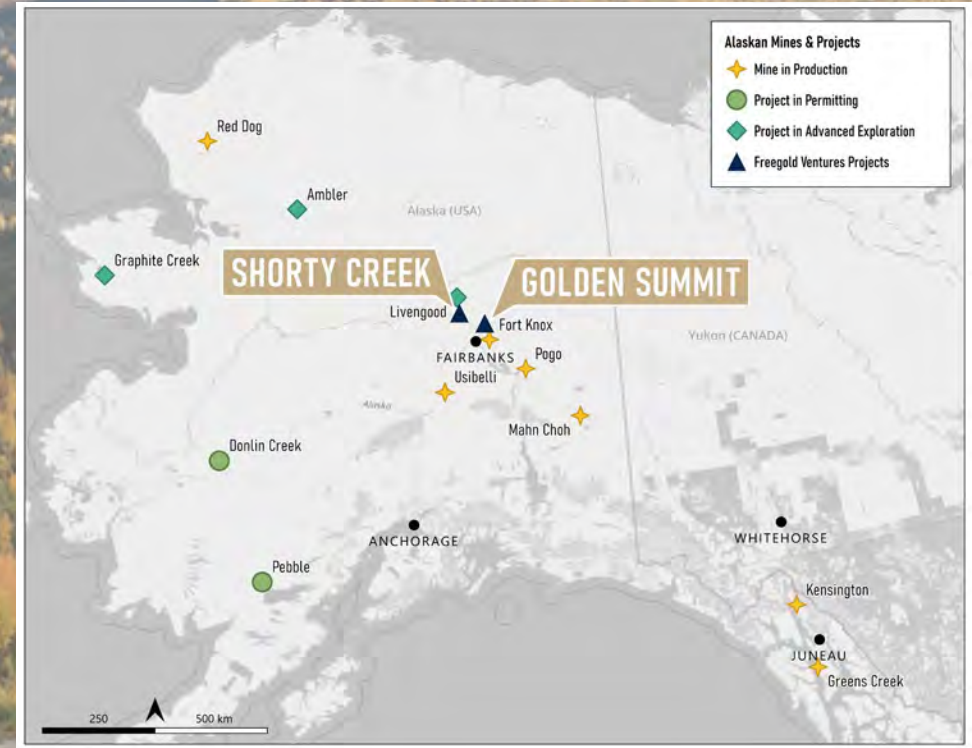 Alaskan Mines & Projects
Mine in Production
Project in Permitting
Project in Advanced Exploration
Freegold Ventures Projects
Red Dog
Ambler
Alaska (USA)
Graphite Creek
SHORTY CREEK
GOLDEN SUMMIT
Livengood
Fort Knox
Yukon (CANADA)
FAIRBANKS
Pogo
Usibelli
Alaska
Mahn Choh
Donlin Creek
ANCHORAGE
WHITEHORSE
Pebble
Kensington
JUNEAU
Greens Creek
250
500 km